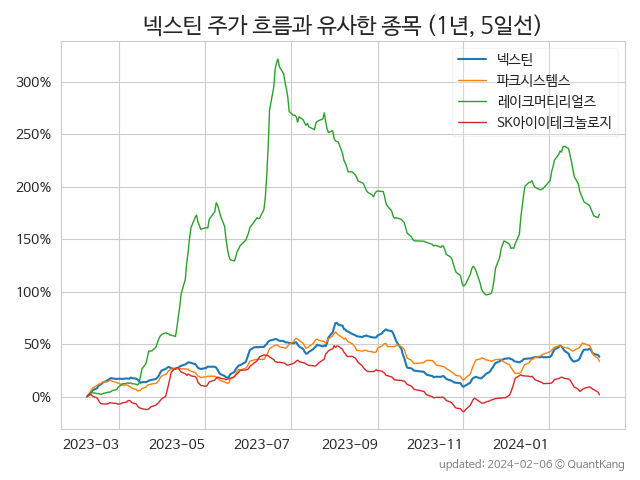 넥스틴 주가 흐름과 유사한 종목 (1년, 5일선)
넥스틴
파크시스템스
레이크머티리얼즈
SK아이이테크놀로지
300%
250%
200%
150%
100%
50%
0%
2023-03 2023-05 2023-07 2023-09 2023-11 2024-01
updated: 2024-02-06 © QuantKang